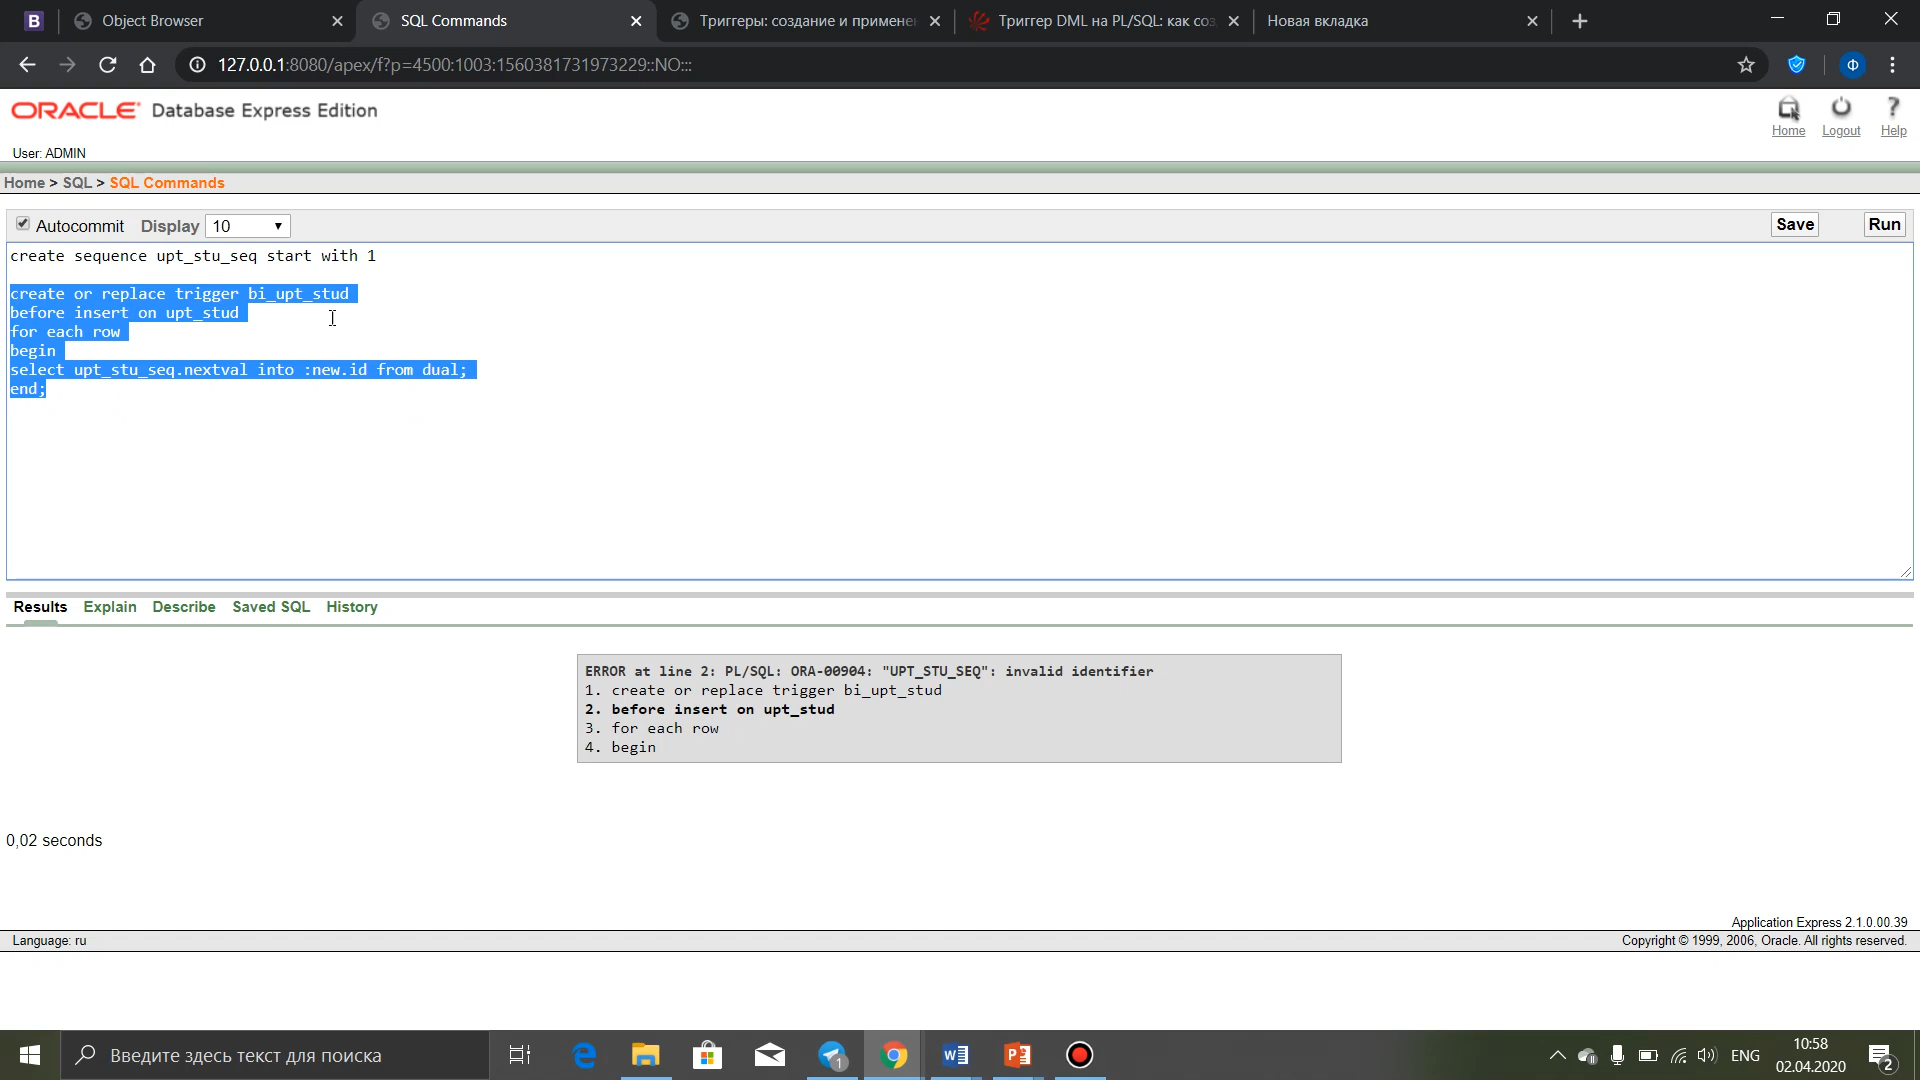 B
Object Browser
SQL Commands
Триггеры: создание и примене
Триггер DML на PL/SQL: как со
Новая вкладка
127.0.0.1:8080/apex/f?p=4500:1003:1560381731973229::NO:::
Ф
ORACLE Database Express Edition
Home
Logout
Help
User: ADMIN
Home > SQL > SQL Commands
Autocommit Display 10
Save
Run
create sequence upt_stu_seq start with 1
create or replace trigger bi_upt_stud
before insert on upt_stud
for each row
begin
select upt_stu_seq.nextval into :new.id from dual;
end;
Results Explain Describe Saved SQL History
ERROR at line 2: PL/SQL: ORA-00904: "UPT_STU_SEQ": invalid identifier
1. create or replace trigger bi_upt_stud
2. before insert on upt_stud
3. for each row
4. begin
0,02 seconds
Application Express 2.1.0.00.39
Language: ru
Copyright © 1999, 2006, Oracle. All rights reserved.
Введите здесь текст для поиска
1
ENG
10:58
02.04.2020
2